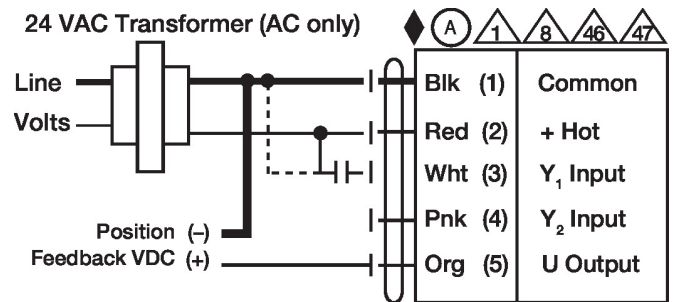 24 VAC Transformer (AC only)
A 1 8 46 47
Line
Volts
Blk (1) Common
Red (2) + Hot
Wht (3) Y1 Input
Pnk (4) Y2 Input
Position (–)
Feedback VDC (+)
Org (5) U Output